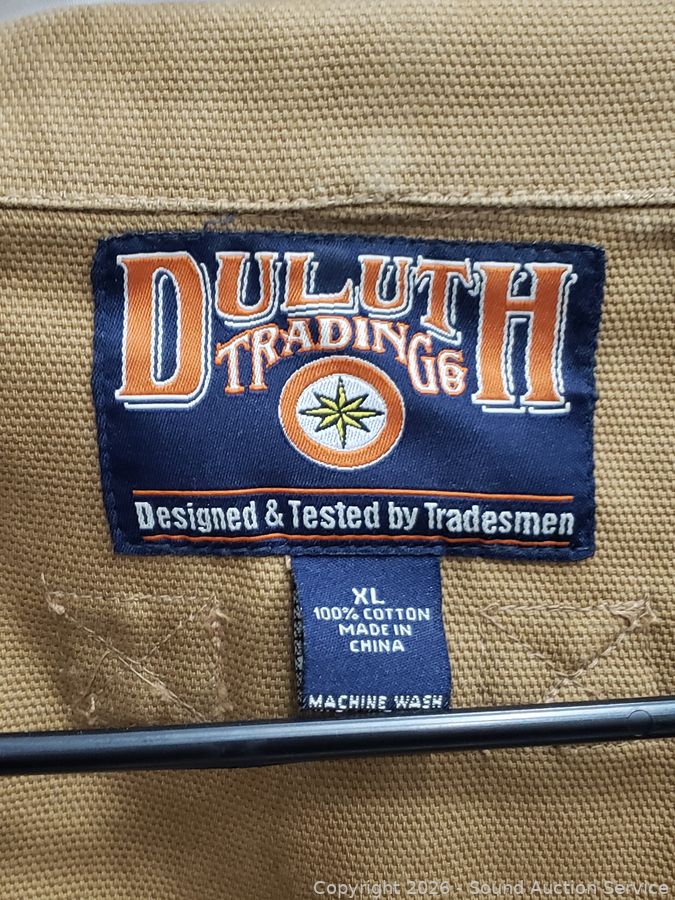 DULUTH
TRADING Co
Designed & Tested by Tradesmen
XL
100% COTTON
MADE IN
CHINA
MACHINE WASH
Copyright 2026 - Sound Auction Service